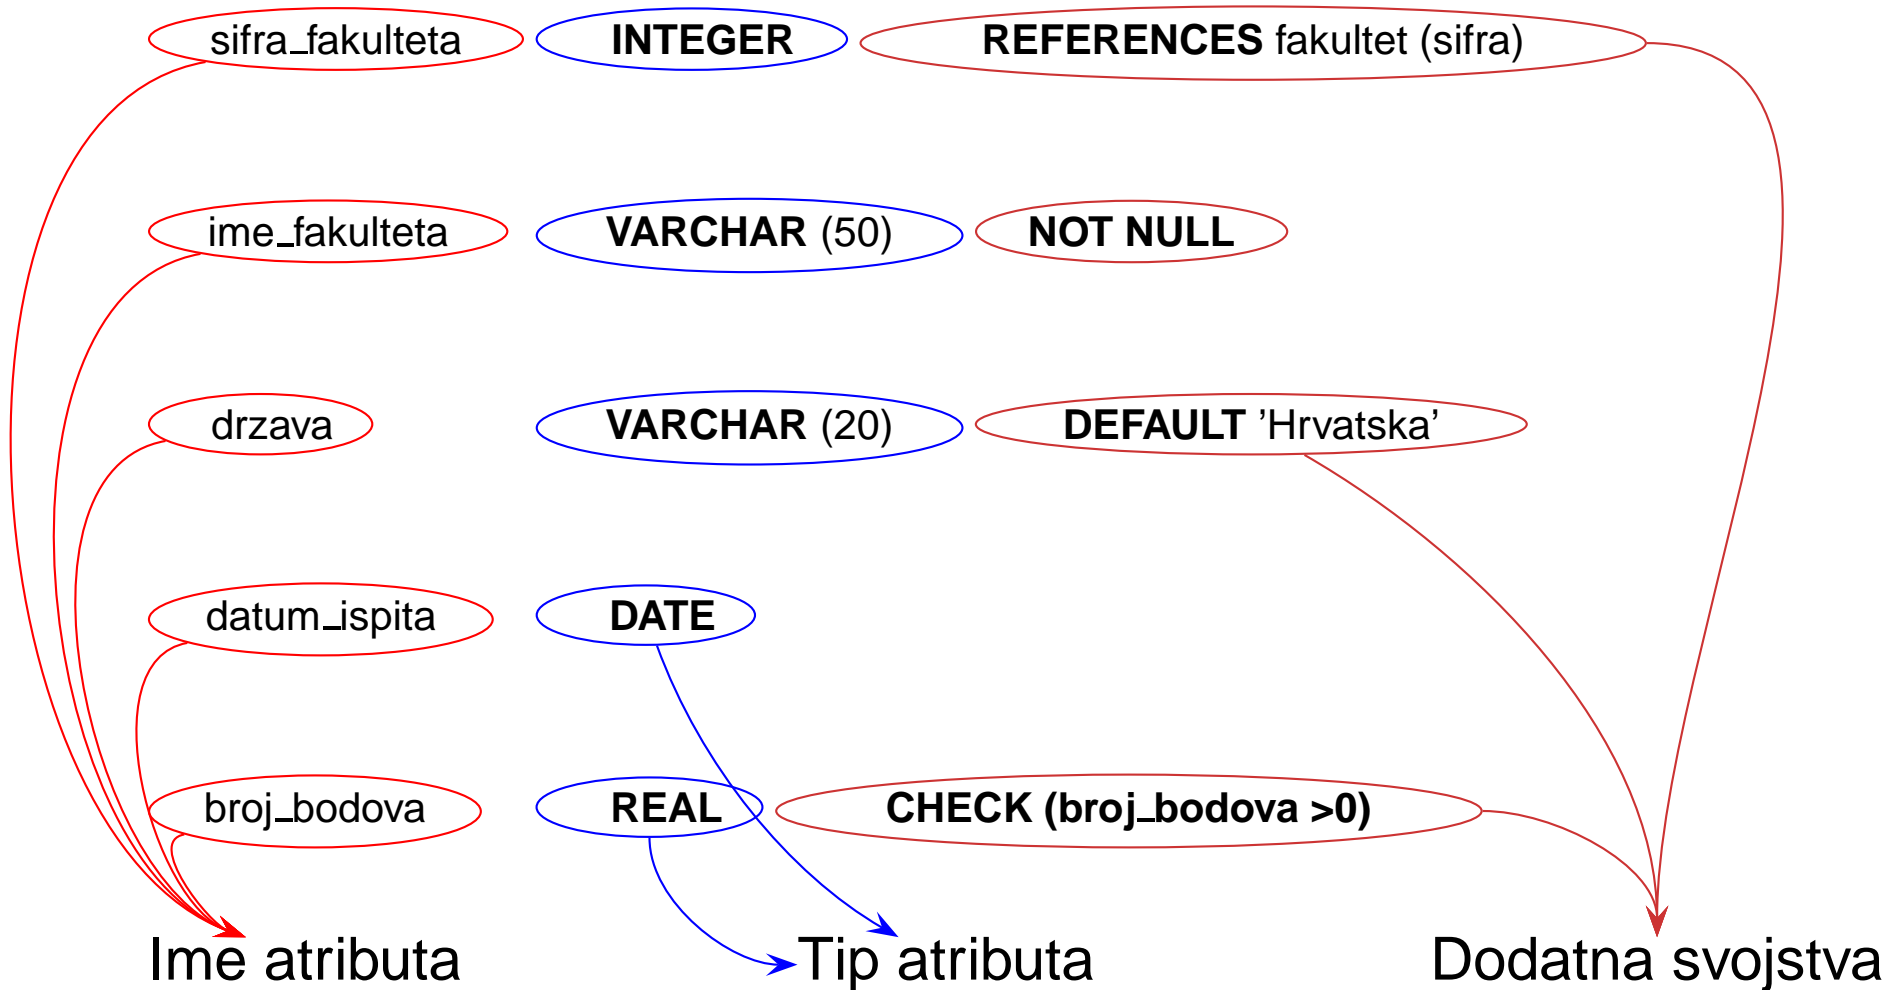 sifra_fakulteta INTEGER REFERENCES fakultet (sifra)
ime_fakulteta VARCHAR (50) NOT NULL
drzava VARCHAR (20) DEFAULT ’Hrvatska’
datum_ispita DATE
broj_bodova REAL CHECK (broj_bodova >0)
Ime atributa Tip atributa Dodatna svojstva